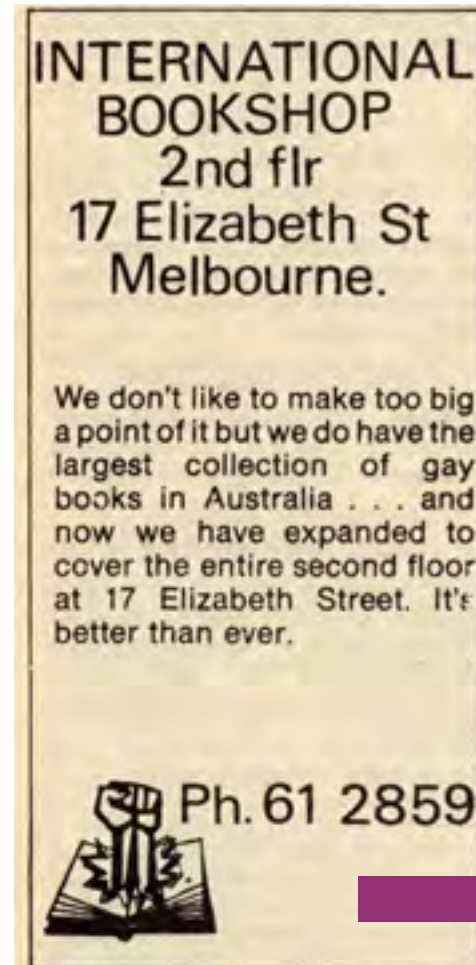 INTERNATIONAL
BOOKSHOP
2nd flr
17 Elizabeth St
Melbourne.
We don't like to make too big
a point of it but we do have the
largest collection of gay
books in Australia . . . and
now we have expanded to
cover the entire second floor
at 17 Elizabeth Street. It's
better than ever.
Ph. 61 2859